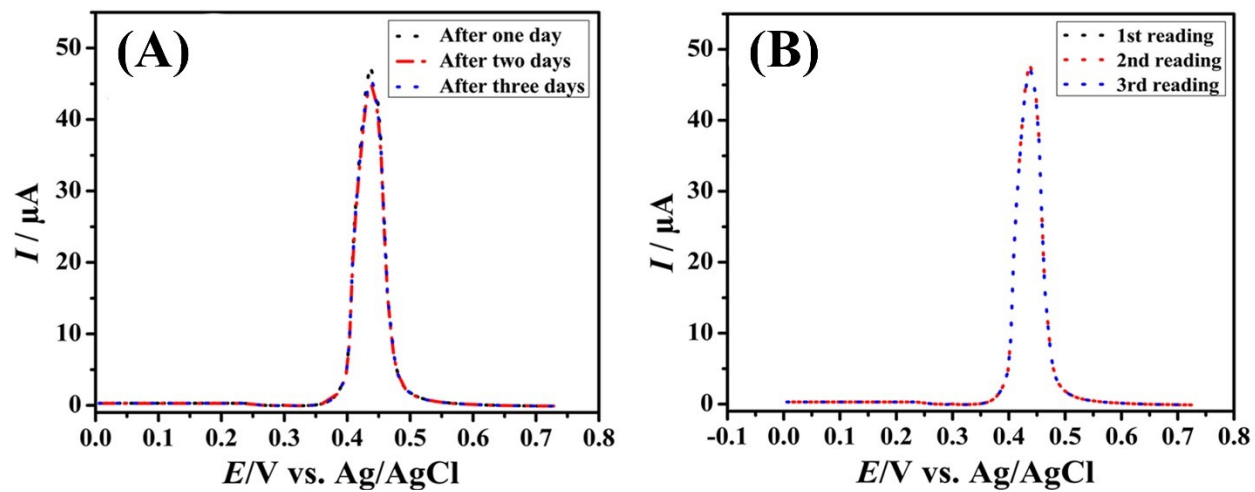 (A)
After one day
After two days
After three days
50
40
30
20
10
0
I / µA
0.0 0.1 0.2 0.3 0.4 0.5 0.6 0.7 0.8
E/V vs. Ag/AgCl
(B)
1st reading
2nd reading
3rd reading
50
40
30
20
10
0
I / µA
-0.1 0.0 0.1 0.2 0.3 0.4 0.5 0.6 0.7 0.8
E/V vs. Ag/AgCl